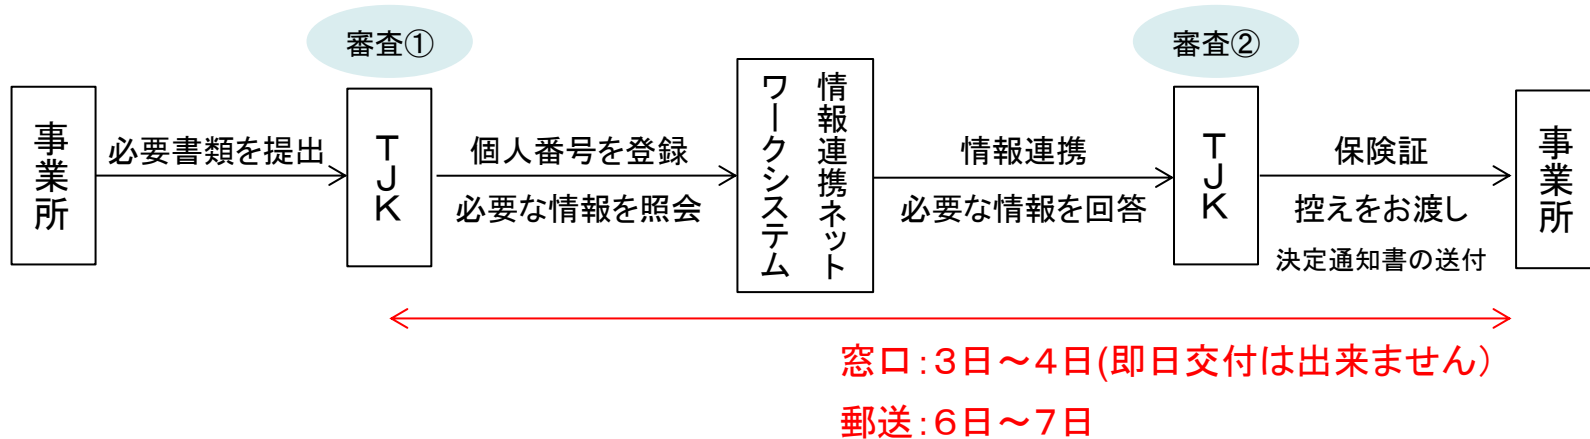 審査①
審査②
事業所
必要書類を提出
TJK
個人番号を登録
必要な情報を照会
情報連携ネット
ワークシステム
情報連携
必要な情報を回答
TJK
保険証
控えをお渡し
決定通知書の送付
事業所
窓口：３日～４日(即日交付は出来ません）
郵送：６日～７日